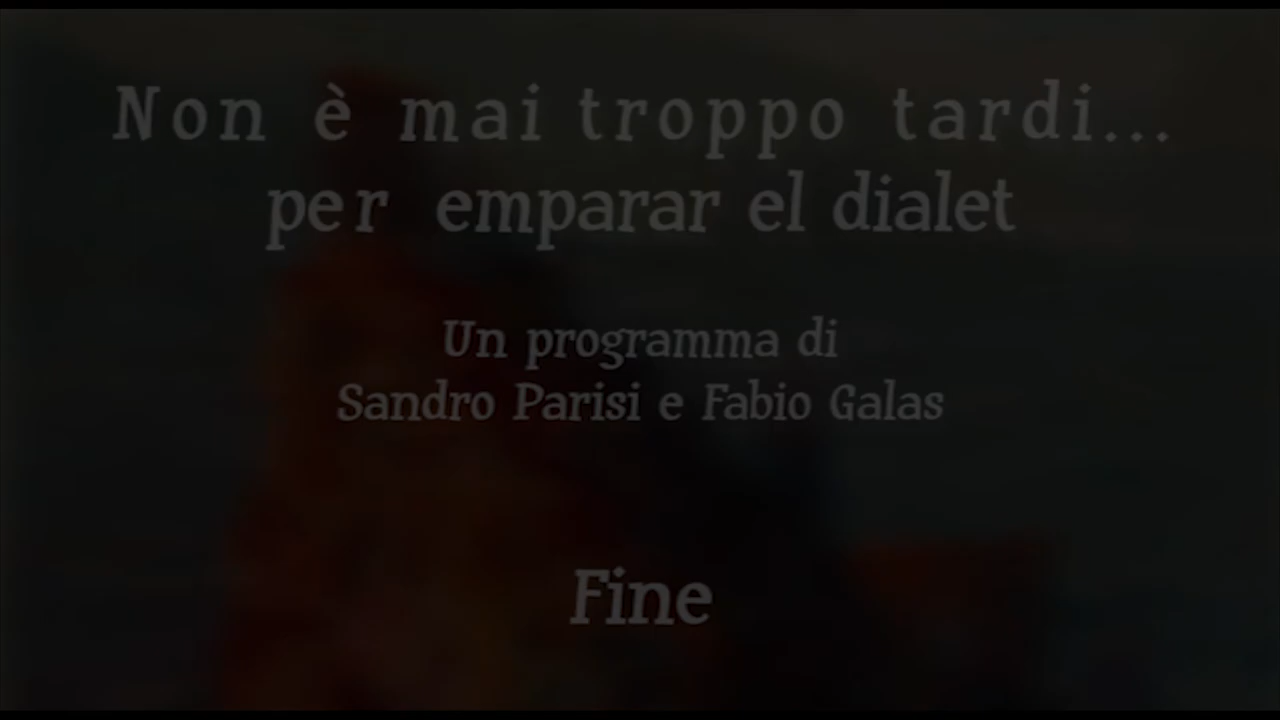 Non è mai troppo tardi...
per emparar el dialet
Un programma di
Sandro Parisi e Fabio Galas
Fine